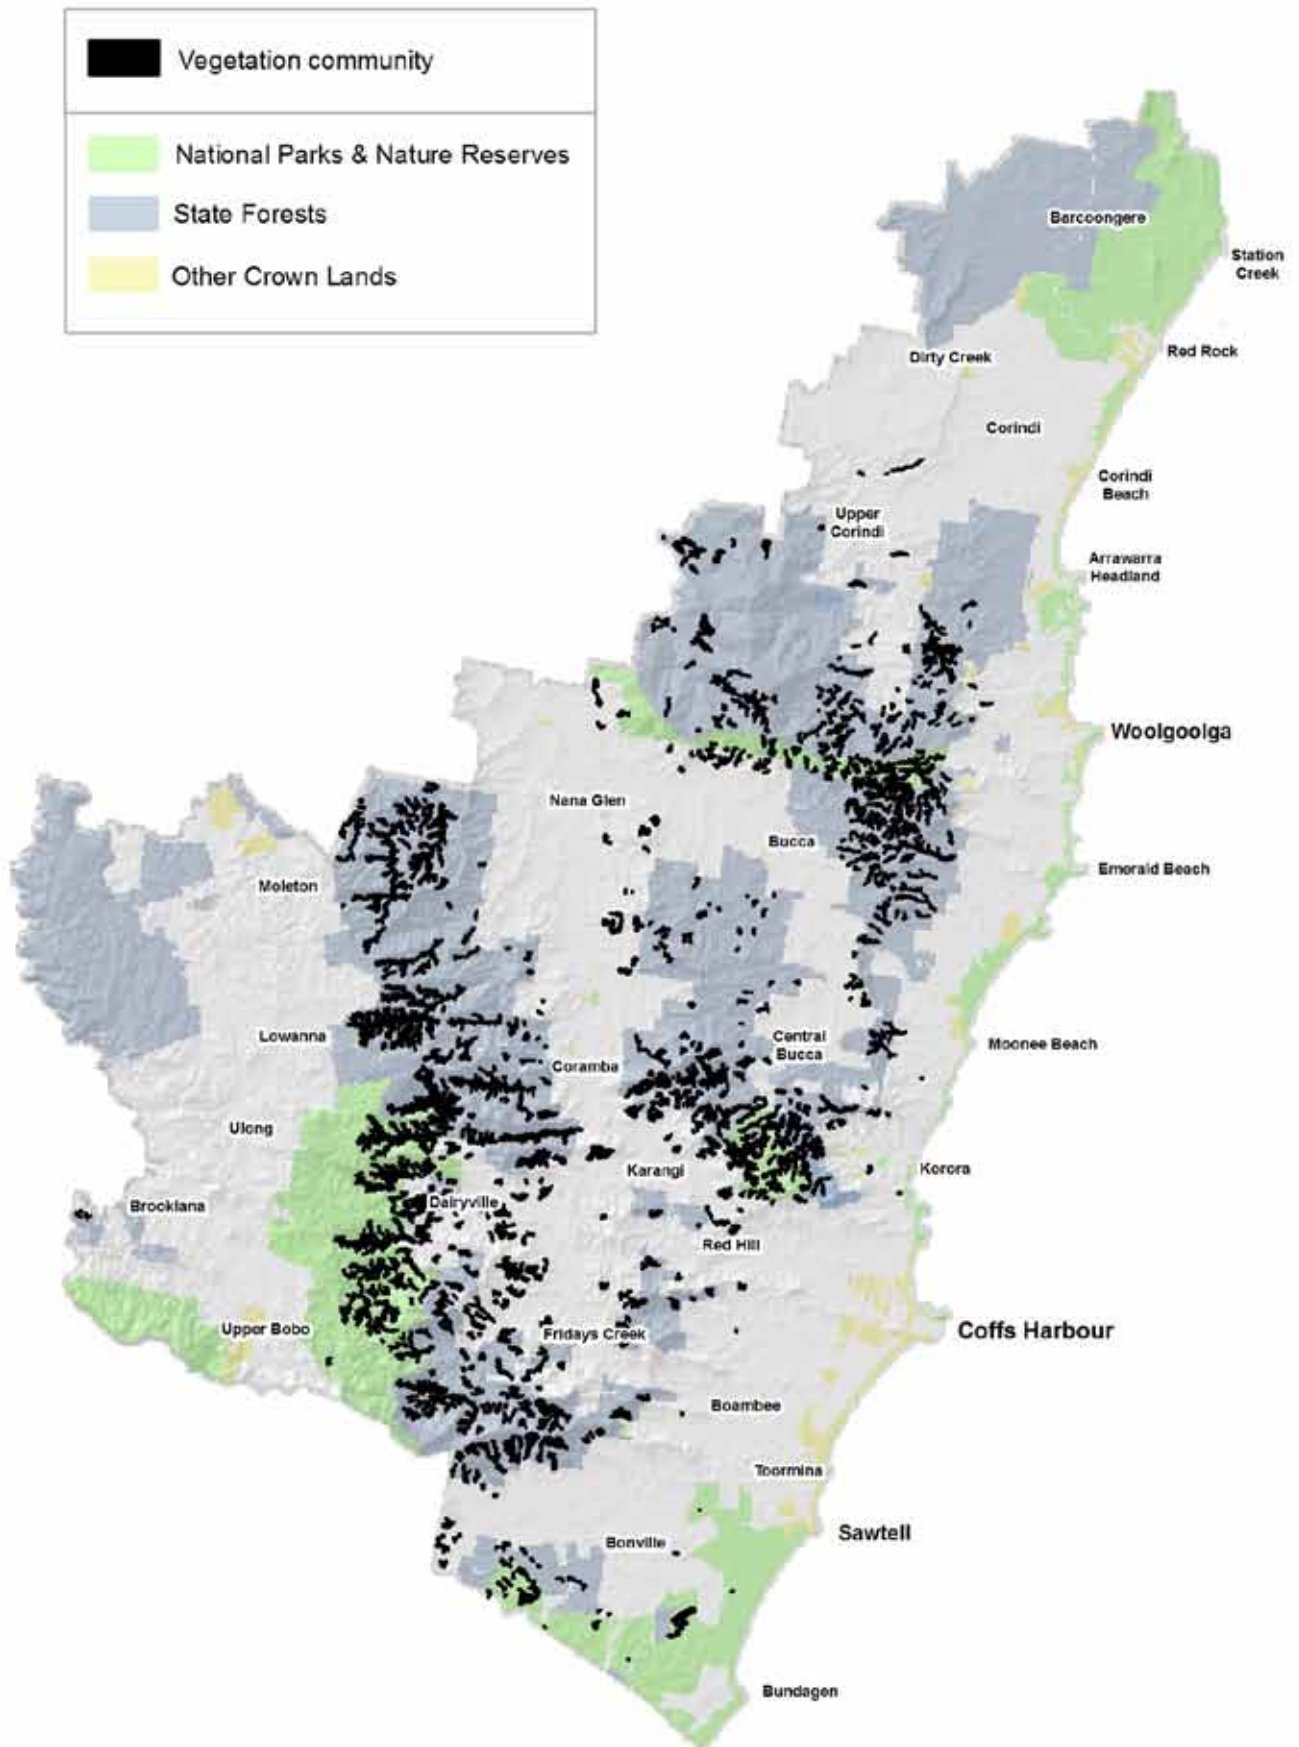 Vegetation community
National Parks & Nature Reserves
State Forests
Other Crown Lands
Barcoongere
Station
Creek
Red Rock
Dirty Creek
Corindi
Corindi
Beach
Upper
Corindi
Arrawarra
Headland
Woolgoolga
Nana Glen
Bucca
Emerald Beach
Moleton
Lowanna
Central
Bucca
Moonee Beach
Coramba
Ulong
Karangi
Korora
Brocklana
Dairyville
Red Hill
Upper Bobo
Fridays Creek
Coffs Harbour
Boambee
Toormina
Sawtell
Bonville
Bundagen